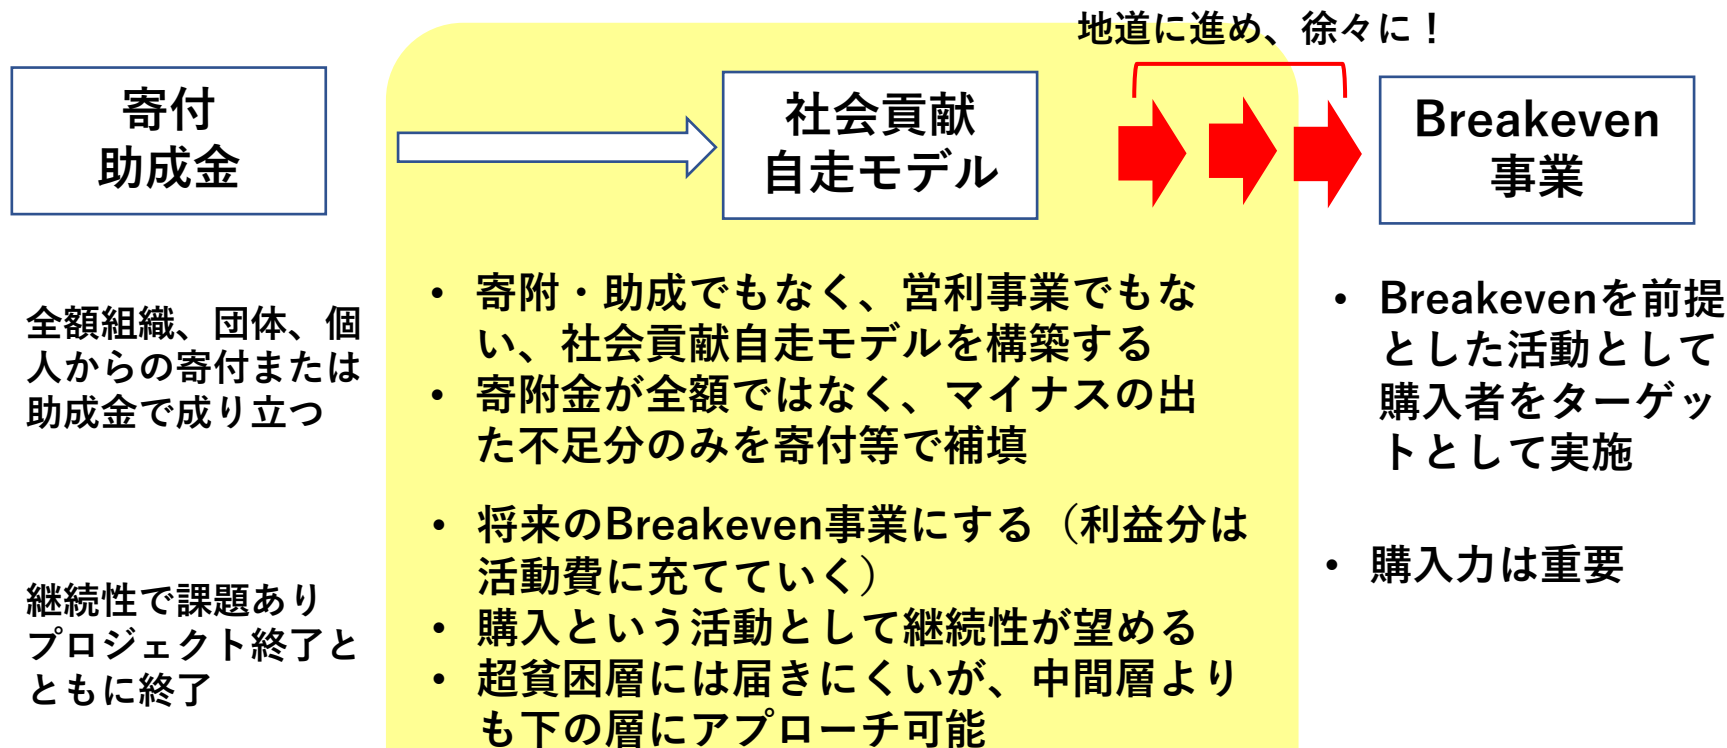 地道に進め、徐々に！
寄付
助成金
社会貢献
自走モデル
Breakeven
事業
全額組織、団体、個
人からの寄付または
助成金で成り立つ
継続性で課題あり
プロジェクト終了と
ともに終了
• 寄附・助成でもなく、営利事業でもな
い、社会貢献自走モデルを構築する
• 寄附金が全額ではなく、マイナスの出
た不足分のみを寄付等で補填
• 将来のBreakeven事業にする（利益分は
活動費に充てていく）
• 購入という活動として継続性が望める
• 超貧困層には届きにくいが、中間層より
も下の層にアプローチ可能
• Breakevenを前提
とした活動として
購入者をターゲッ
トとして実施
• 購入力は重要